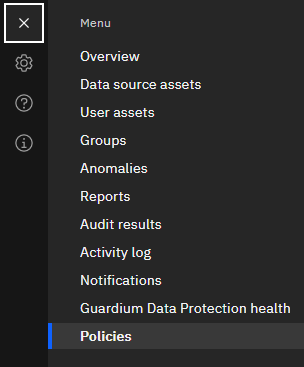 Menu
Overview
Data source assets
User assets
Groups
Anomalies
Reports
Audit results
Activity log
Notifications
Guardium Data Protection health
Policies